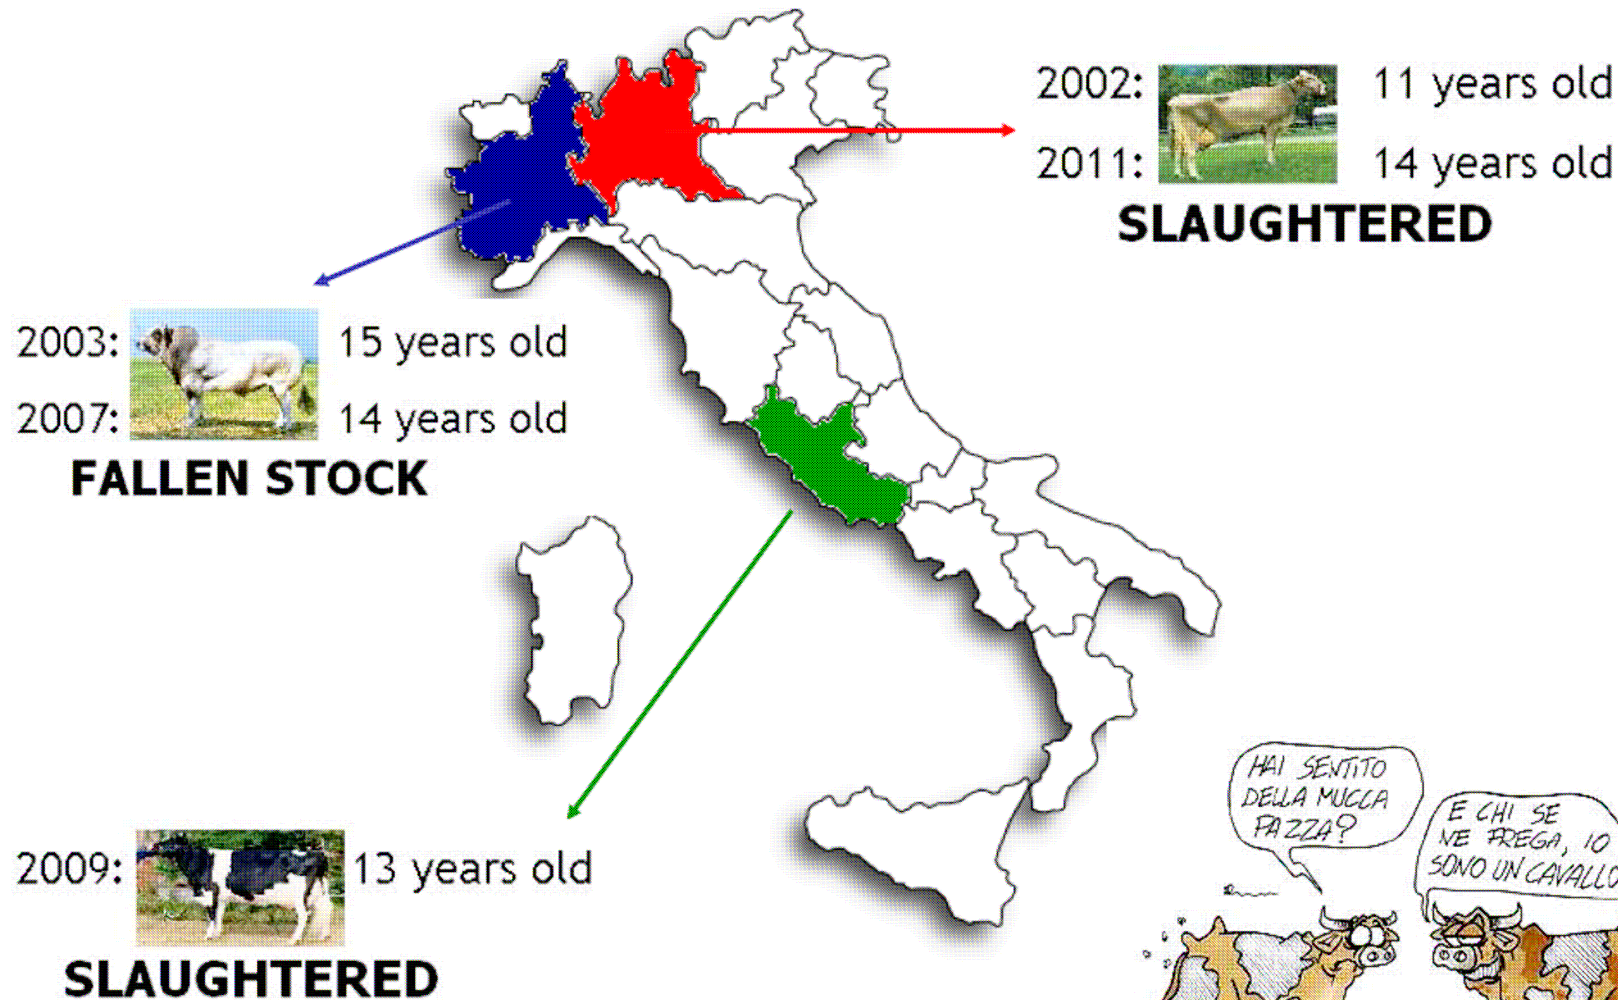 2002: 11 years old
2011: 14 years old
SLAUGHTERED
2003: 15 years old
2007: 14 years old
FALLEN STOCK
2009: 13 years old
SLAUGHTERED
HAI SENTITO
DELLA MUCCA
PAZZA?
E CHI SE
NE FREGA, IO
SONO UN CAVALLO